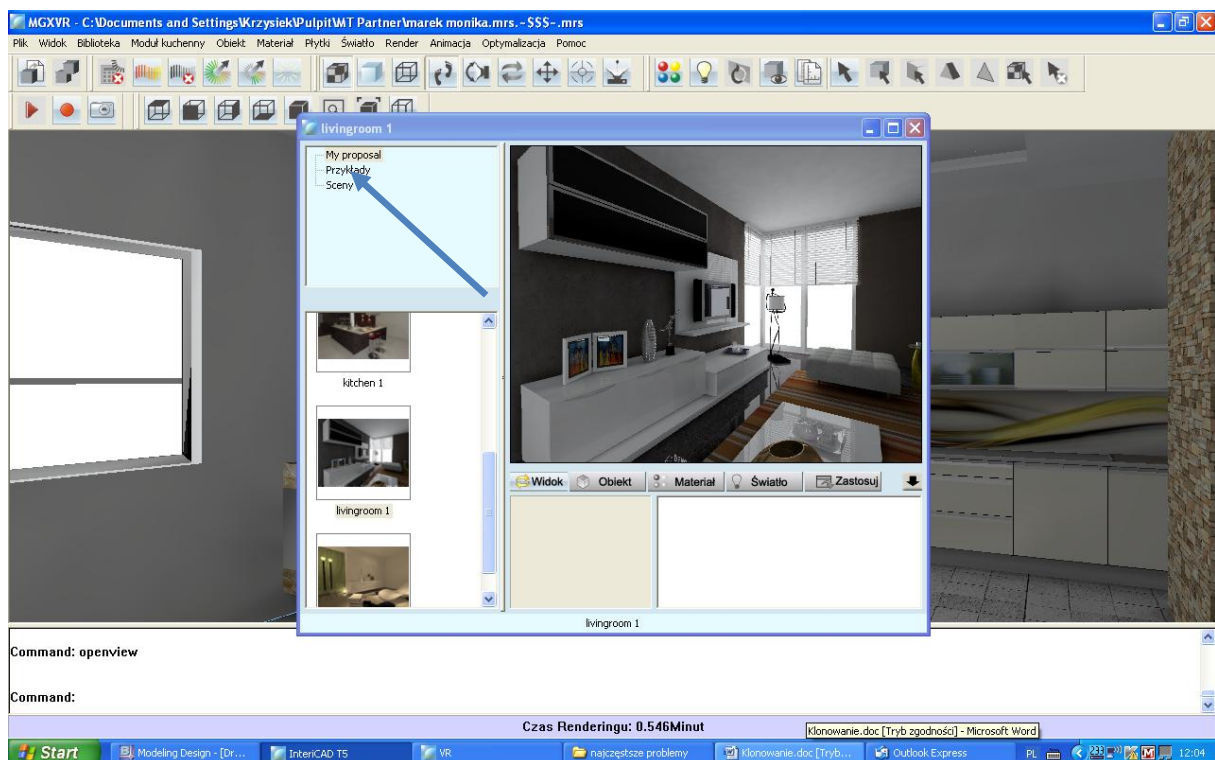 MGXVR - C:\Documents and Settings\Krzysiek\Pulpit\MT Partner\marek monika.mrs.~$$$~.mrs
Plik Widok Biblioteka Moduł kuchenny Obiekt Materiał Płytki Światło Render Animacja Optymalizacja Pomoc
livingroom 1
My proposal
Przykłady
Sceny
kitchen 1
livingroom 1
Widok Obiekt Materiał Światło Zastosuj
livingroom 1
Command: openview
Command:
Czas Renderingu: 0.546Minut
Klonowanie.doc [Tryb zgodności] - Microsoft Word
Start Modeling Design - [Dr... InteriCAD T5 VR najczęstsze problemy Klonowanie.doc [Tryb... Outlook Express PL 12:04